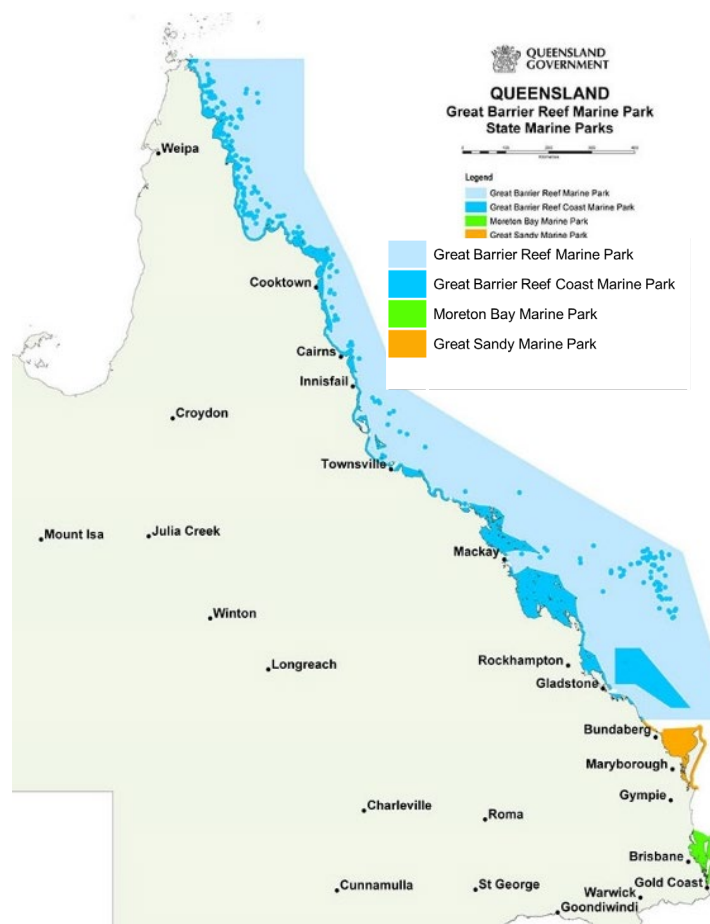 QUEENSLAND
GOVERNMENT
QUEENSLAND
Great Barrier Reef Marine Park
State Marine Parks
Legend
Great Barrier Reef Marine Park
Great Barrier Reef Coast Marine Park
Moreton Bay Marine Park
Great Sandy Marine Park
Great Barrier Reef Marine Park
Great Barrier Reef Coast Marine Park
Moreton Bay Marine Park
Great Sandy Marine Park
Weipa
Cooktown
Cairns
Innisfail
Croydon
Townsville
Mount Isa
Julia Creek
Mackay
Winton
Longreach
Rockhampton
Gladstone
Bundaberg
Maryborough
Gympie
Charleville
Roma
Brisbane
Gold Coast
Cunnamulla
St George
Warwick
Goondiwindi